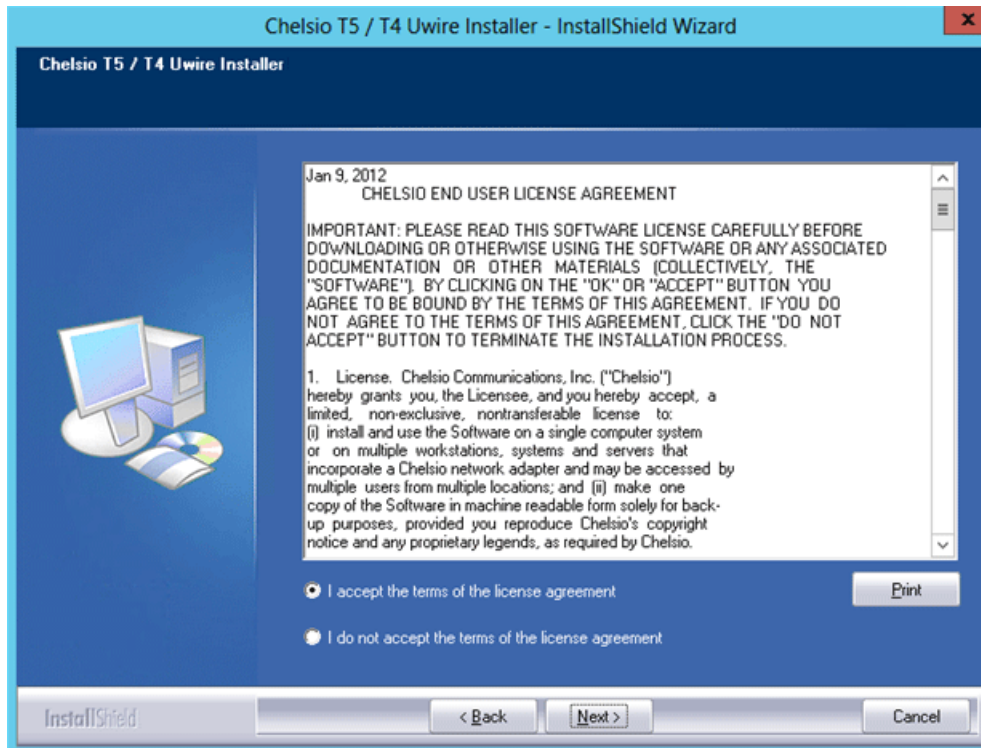 Chelsio T5 / T4 Uwire Installer - InstallShield Wizard
x
Chelsio T5 / T4 Uwire Installer
Jan 9, 2012
CHELSIO END USER LICENSE AGREEMENT
IMPORTANT: PLEASE READ THIS SOFTWARE LICENSE CAREFULLY BEFORE
DOWNLOADING OR OTHERWISE USING THE SOFTWARE OR ANY ASSOCIATED
DOCUMENTATION OR OTHER MATERIALS (COLLECTIVELY, THE
"SOFTWARE"). BY CLICKING ON THE "OK" OR "ACCEPT" BUTTON YOU
AGREE TO BE BOUND BY THE TERMS OF THIS AGREEMENT. IF YOU DO
NOT AGREE TO THE TERMS OF THIS AGREEMENT, CLICK THE "DO NOT
ACCEPT" BUTTON TO TERMINATE THE INSTALLATION PROCESS.
1. License. Chelsio Communications, Inc. ("Chelsio")
hereby grants you, the Licensee, and you hereby accept, a
limited, non-exclusive, nontransferable license to:
(i) install and use the Software on a single computer system
or on multiple workstations, systems and servers that
incorporate a Chelsio network adapter and may be accessed by
multiple users from multiple locations; and (ii) make one
copy of the Software in machine readable form solely for back-
up purposes, provided you reproduce Chelsio's copyright
notice and any proprietary legends, as required by Chelsio.
I accept the terms of the license agreement
Print
I do not accept the terms of the license agreement
InstallShield
< Back
Next >
Cancel